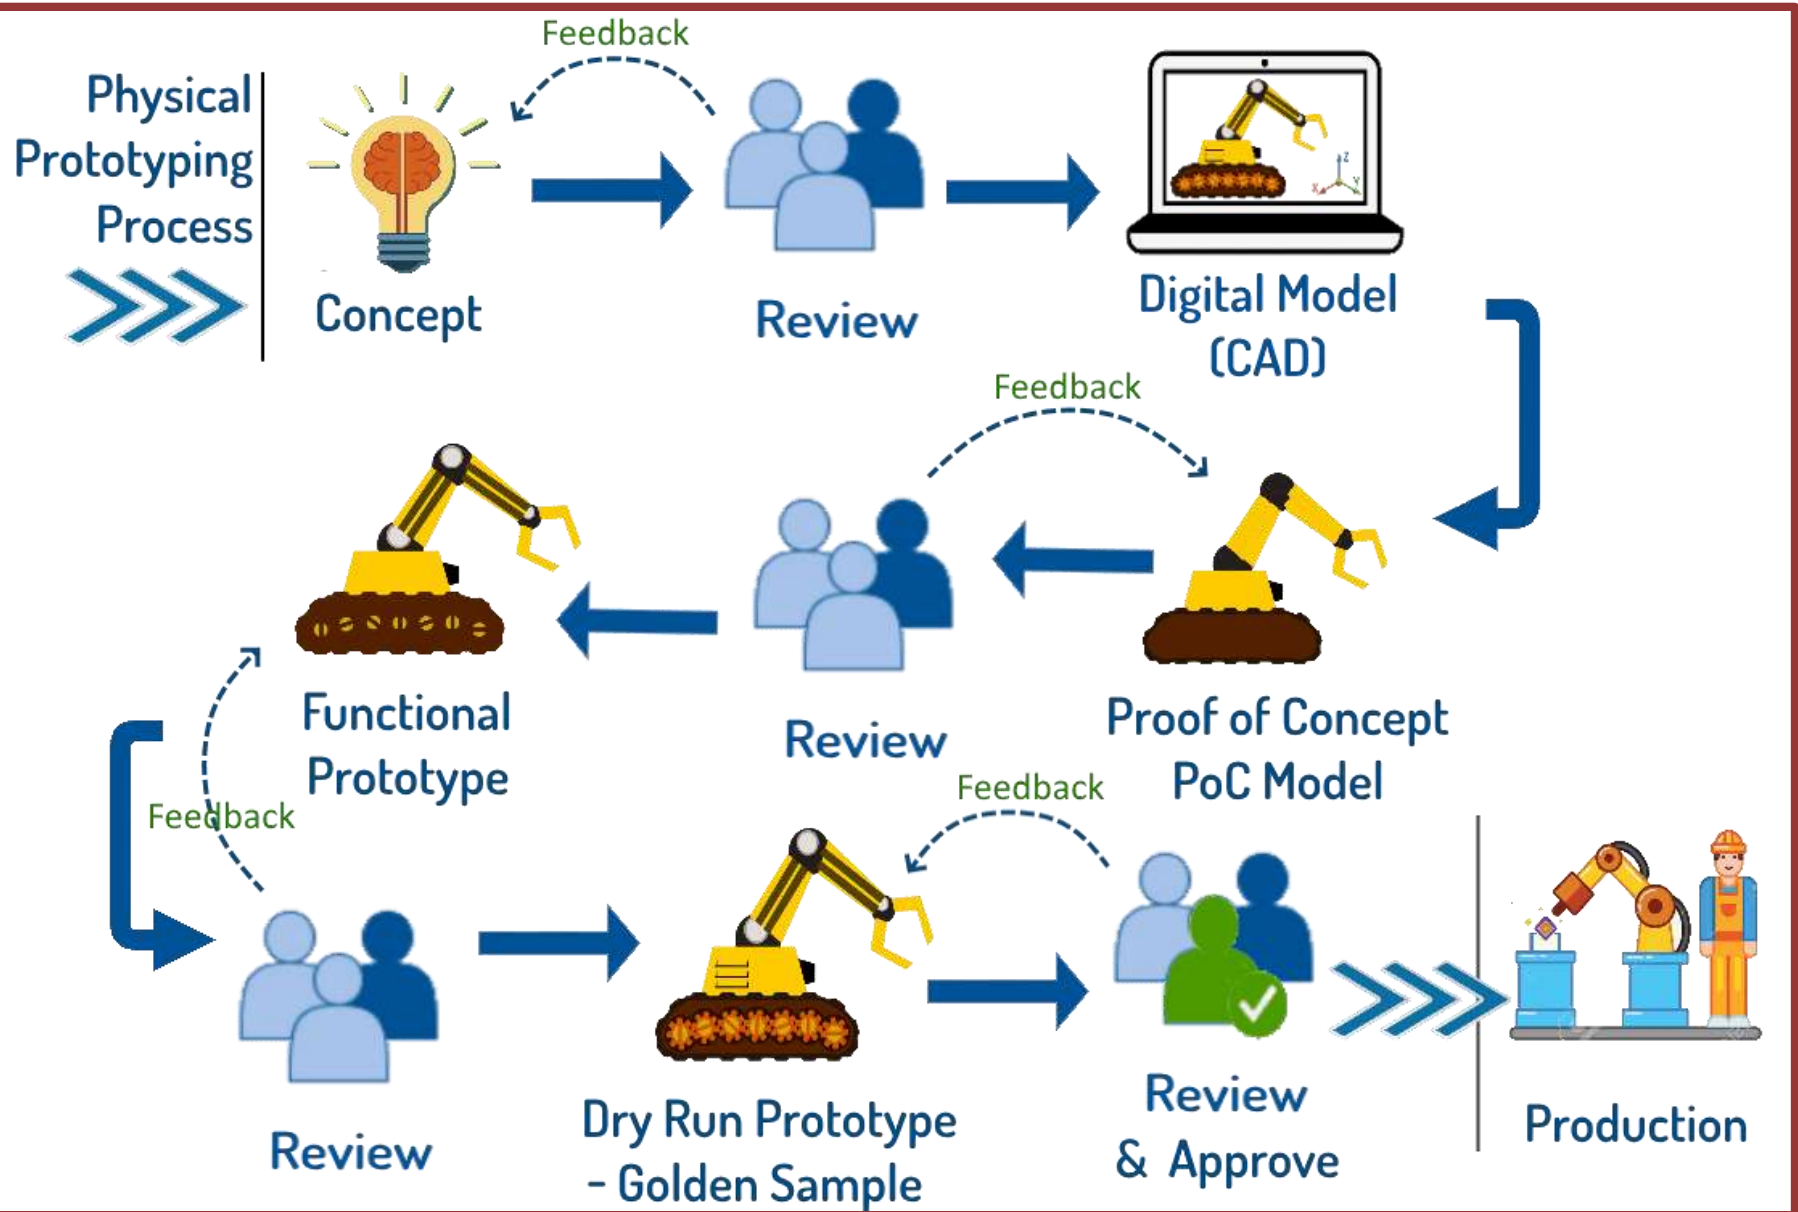 Physical
Prototyping
Process
Feedback
Concept
Review
Digital Model
(CAD)
Feedback
Functional
Prototype
Review
Proof of Concept
PoC Model
Feedback
Feedback
Review
Dry Run Prototype
- Golden Sample
Review
& Approve
Production